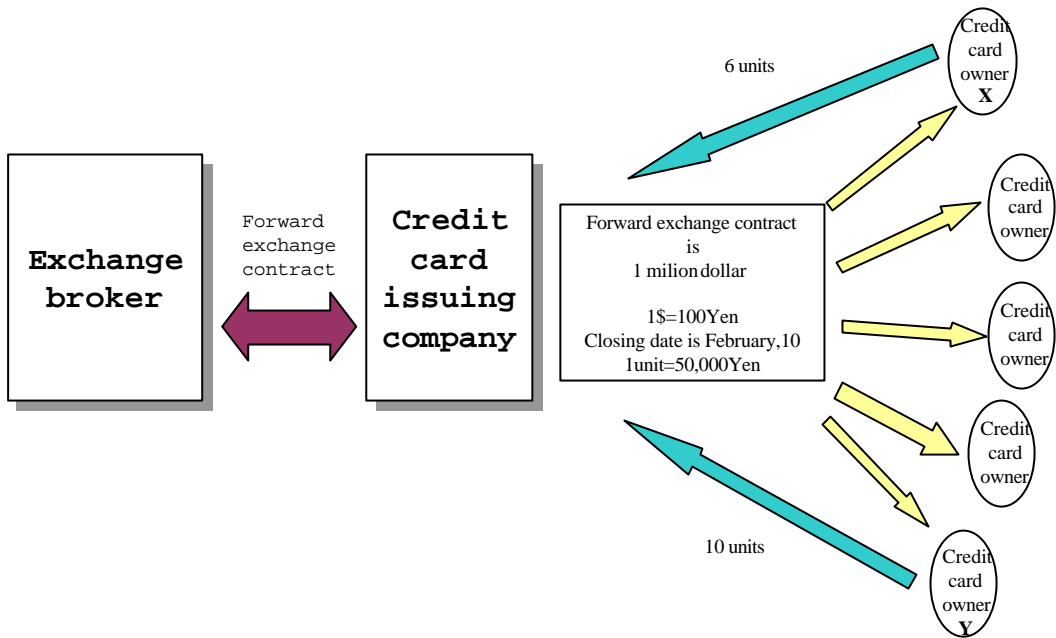 Exchange
broker
Forward
exchange
contract
Credit
card
issuing
company
Forward exchange contract
is
1 milion dollar
1$=100Yen
Closing date is February,10
1unit=50,000Yen
6 units
10 units
Credit
card
owner
X
Credit
card
owner
Credit
card
owner
Credit
card
owner
Credit
card
owner
Y